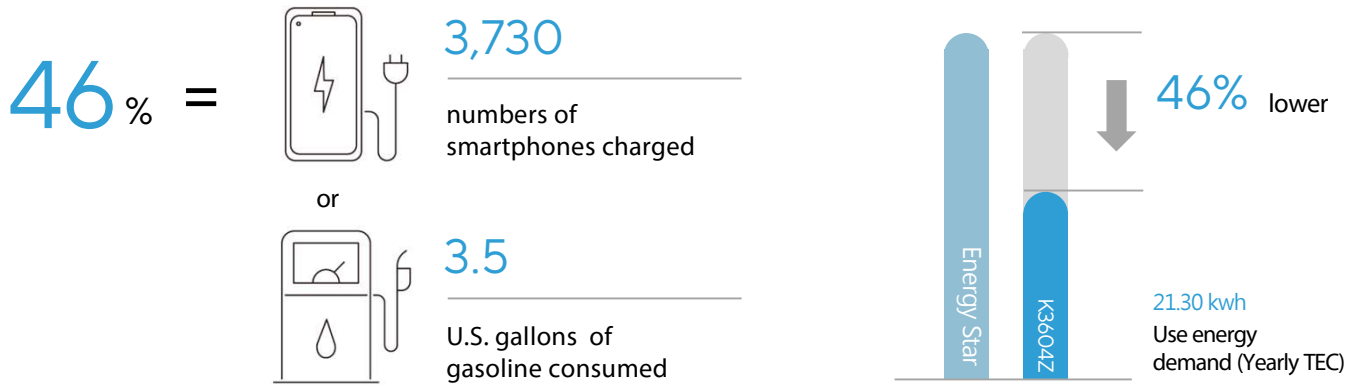 46 % =
3,730
numbers of
smartphones charged
or
3.5
U.S. gallons of
gasoline consumed
Energy Star
K3604Z
46% lower
21.30 kwh
Use energy
demand (Yearly TEC)